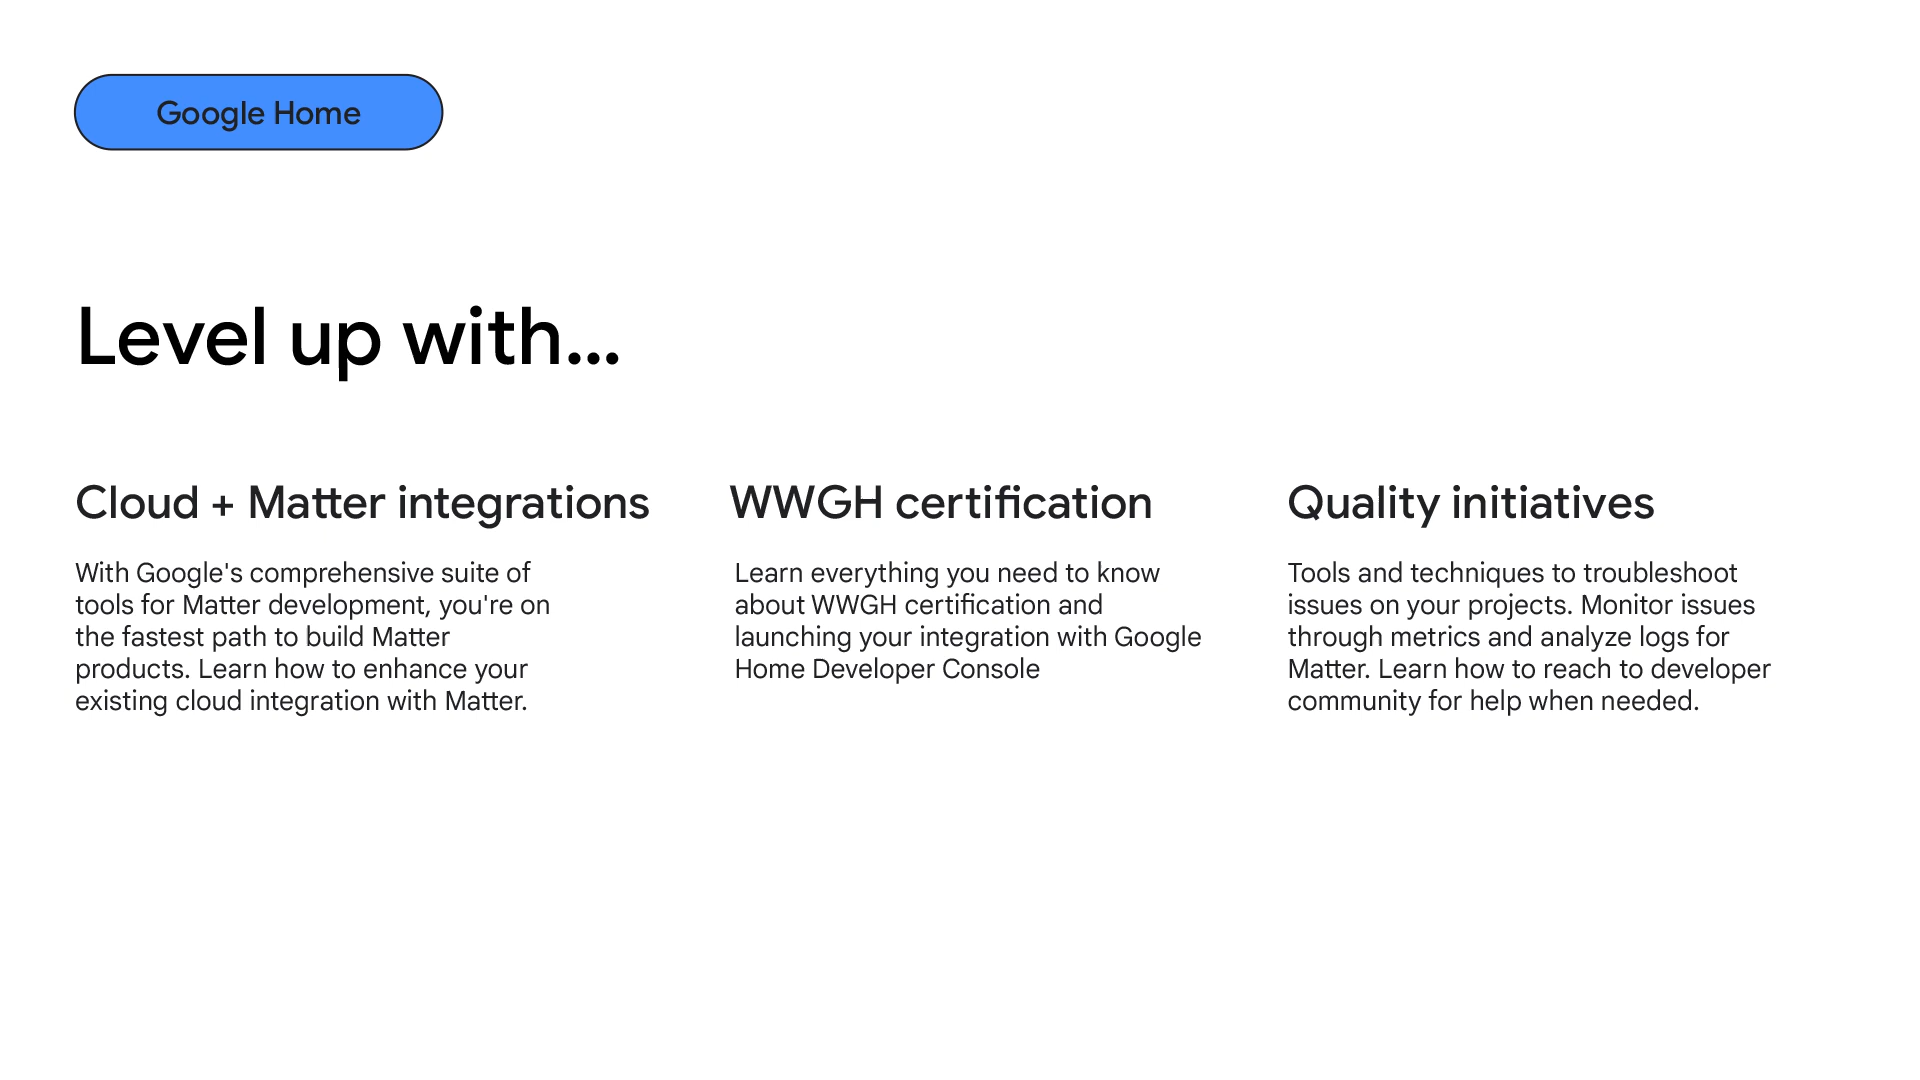 Google Home
Level up with...
Cloud + Matter integrations
With Google's comprehensive suite of
tools for Matter development, you're on
the fastest path to build Matter
products. Learn how to enhance your
existing cloud integration with Matter.
WWGH certification
Learn everything you need to know
about WWGH certification and
launching your integration with Google
Home Developer Console
Quality initiatives
Tools and techniques to troubleshoot
issues on your projects. Monitor issues
through metrics and analyze logs for
Matter. Learn how to reach to developer
community for help when needed.